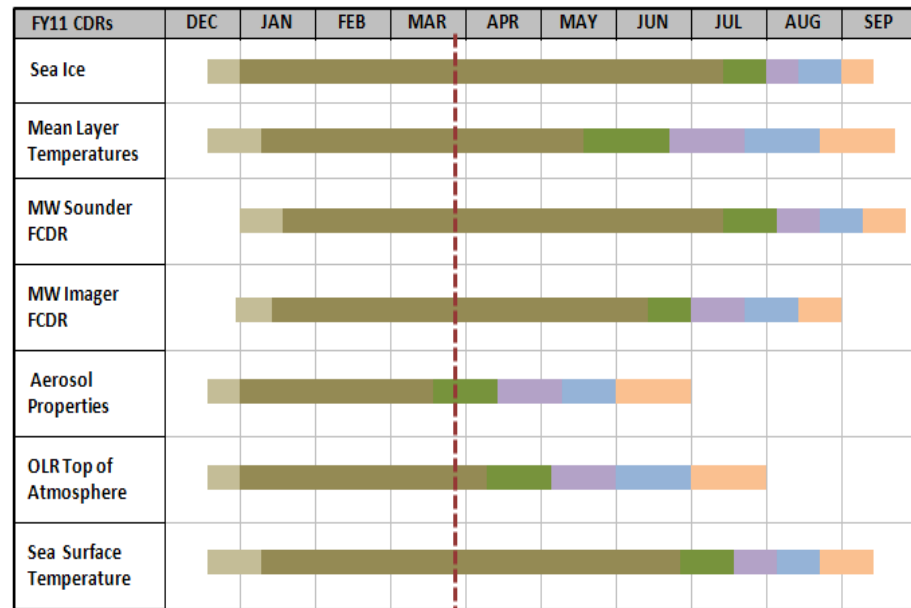 FY11 CDRs DEC JAN FEB MAR APR MAY JUN JUL AUG SEP
Sea Ice
Mean Layer
Temperatures
MW Sounder
FCDR
MW Imager
FCDR
Aerosol
Properties
OLR Top of
Atmosphere
Sea Surface
Temperature